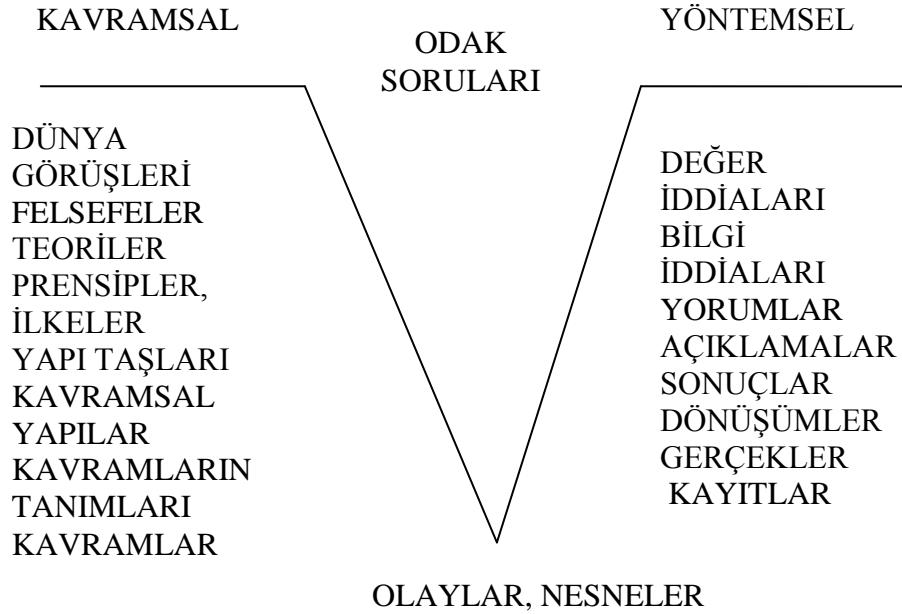 KAVRAMSAL
ODAK
SORULARI
YÖNTEMSEL
DÜNYA
GÖRÜŞLERİ
FELSEFELER
TEORİLER
PRENSİPLER,
İLKELER
YAPI TAŞLARI
KAVRAMSAL
YAPILAR
KAVRAMLARIN
TANIMLARI
KAVRAMLAR
DEĞER
İDDİALARI
BİLGİ
İDDİALARI
YORUMLAR
AÇIKLAMALAR
SONUÇLAR
DÖNÜŞÜMLER
GERÇEKLER
KAYITLAR
OLAYLAR, NESNELER